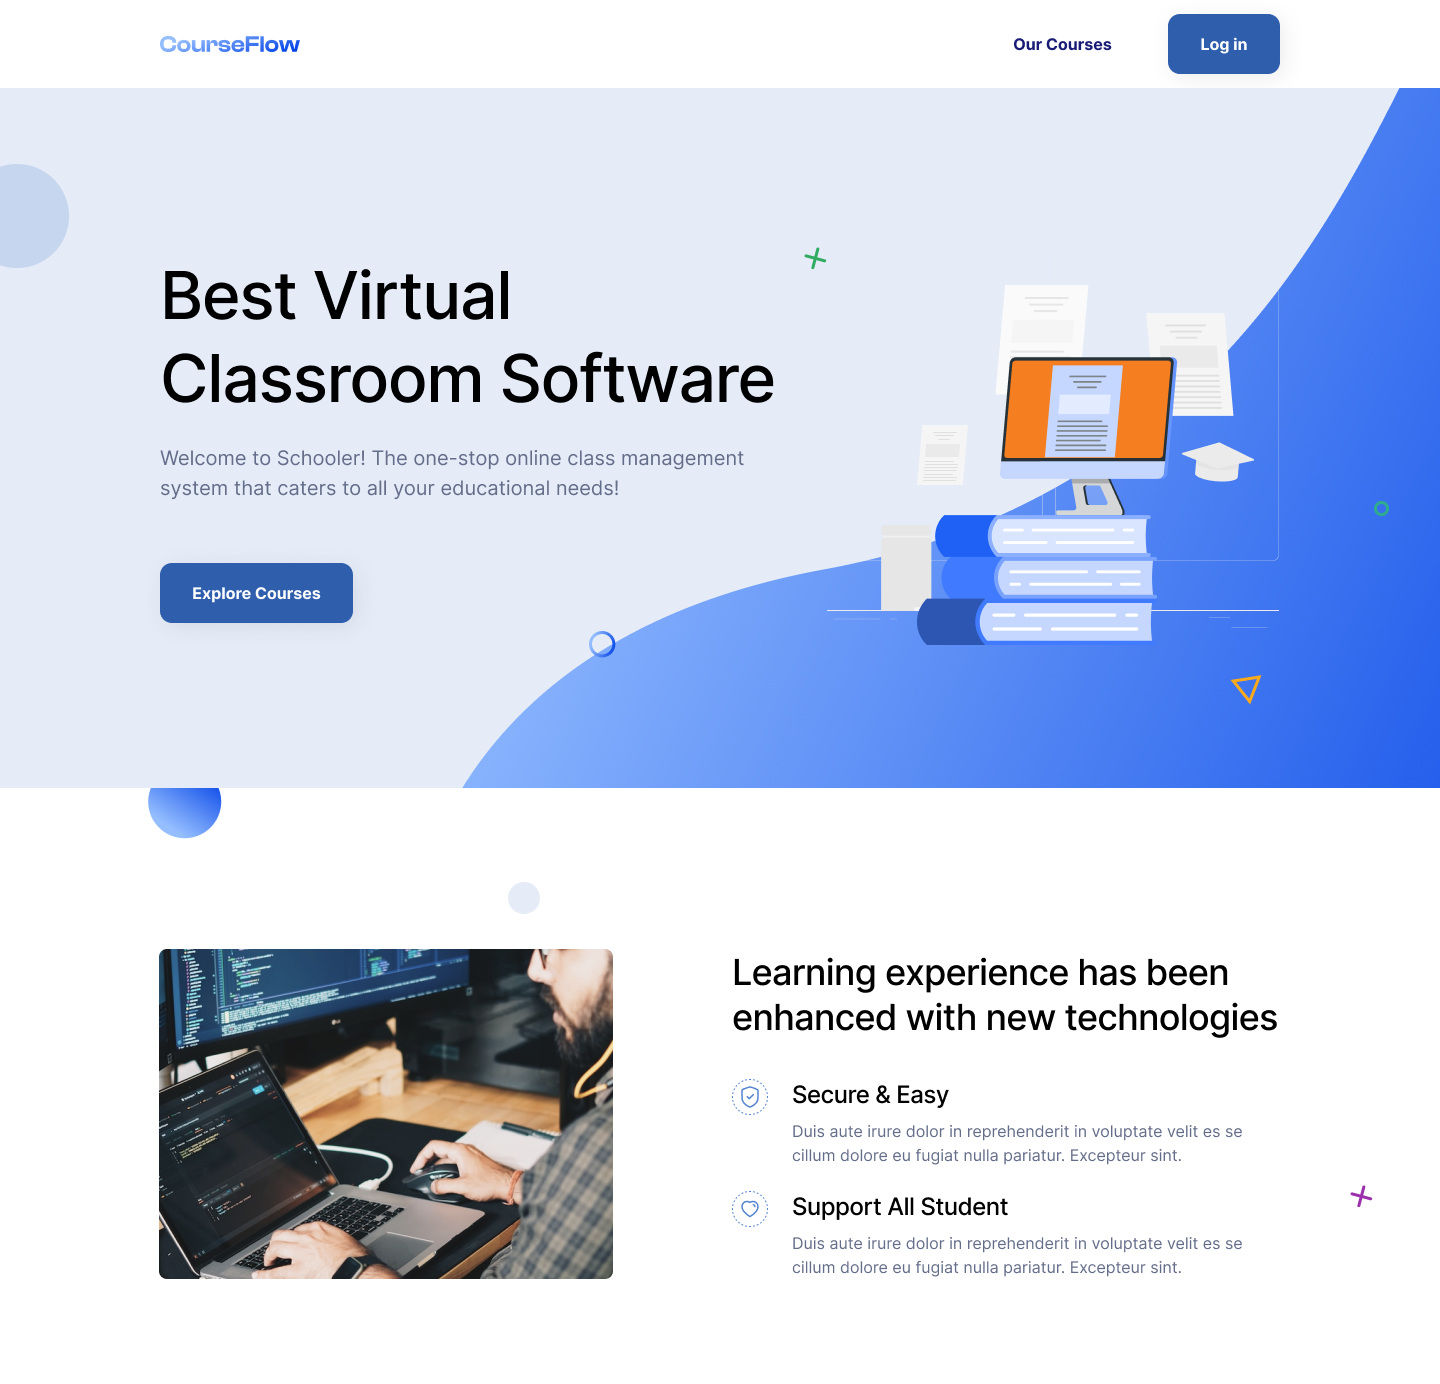 CourseFlow
Our Courses
Log in
Best Virtual
Classroom Software
Welcome to Schooler! The one-stop online class management
system that caters to all your educational needs!
Explore Courses
Learning experience has been
enhanced with new technologies
Secure & Easy
Duis aute irure dolor in reprehenderit in voluptate velit es se
cillum dolore eu fugiat nulla pariatur. Excepteur sint.
Support All Student
Duis aute irure dolor in reprehenderit in voluptate velit es se
cillum dolore eu fugiat nulla pariatur. Excepteur sint.